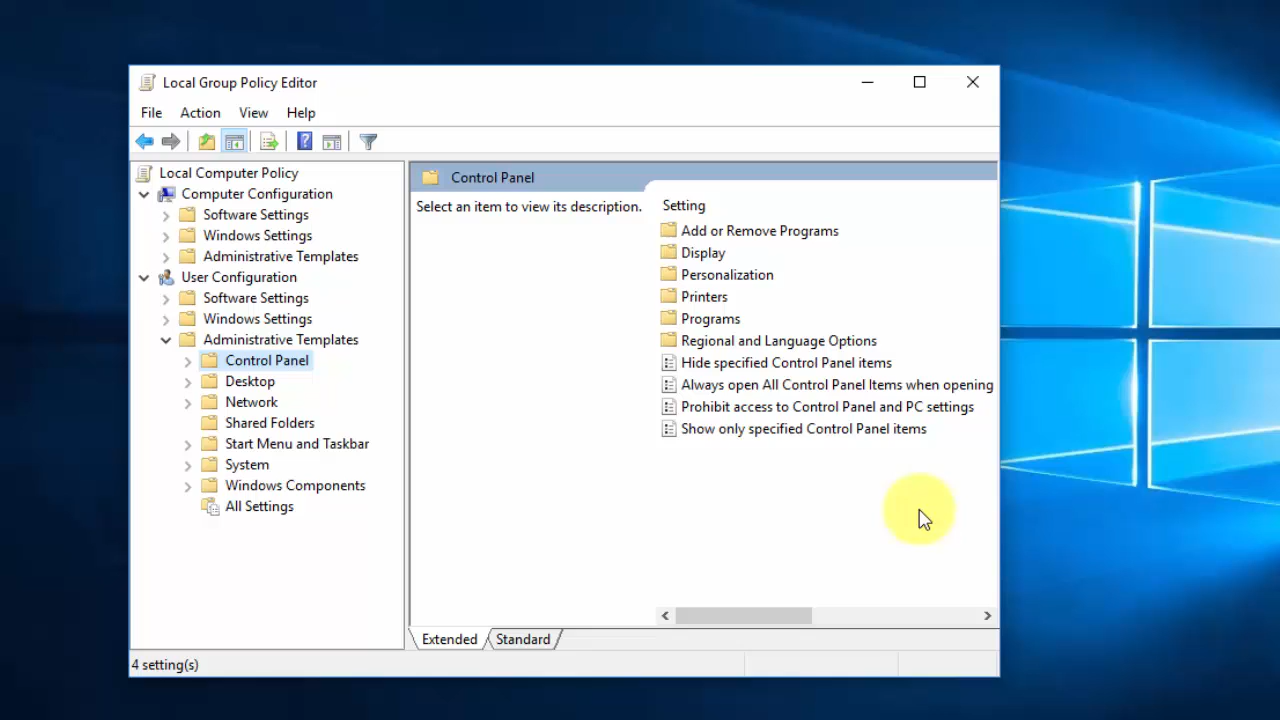 Local Group Policy Editor
File Action View Help
Local Computer Policy
Computer Configuration
Software Settings
Windows Settings
Administrative Templates
User Configuration
Software Settings
Windows Settings
Administrative Templates
Control Panel
Desktop
Network
Shared Folders
Start Menu and Taskbar
System
Windows Components
All Settings
Control Panel
Select an item to view its description.
Setting
Add or Remove Programs
Display
Personalization
Printers
Programs
Regional and Language Options
Hide specified Control Panel items
Always open All Control Panel Items when opening
Prohibit access to Control Panel and PC settings
Show only specified Control Panel items
Extended Standard
4 setting(s)